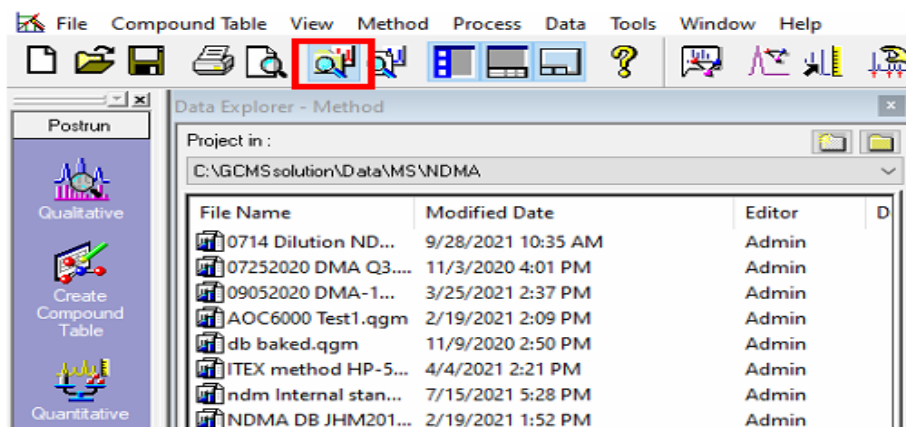 File Compound Table View Method Process Data Tools Window Help
Postrun
Qualitative
Create
Compound
Table
Quantitative
Data Explorer - Method
Project in :
C:\GCMSsolution\Data\MS\NDMA
File Name Modified Date Editor D
0714 Dilution ND... 9/28/2021 10:35 AM Admin
07252020 DMA Q3.... 11/3/2020 4:01 PM Admin
09052020 DMA-1... 3/25/2021 2:37 PM Admin
AOC6000 Test1.qgm 2/19/2021 2:09 PM Admin
db baked.qgm 11/9/2020 2:50 PM Admin
ITEX method HP-5... 4/4/2021 2:21 PM Admin
ndm Internal stan... 7/15/2021 5:28 PM Admin
NDMA DB JHM201... 2/19/2021 1:52 PM Admin